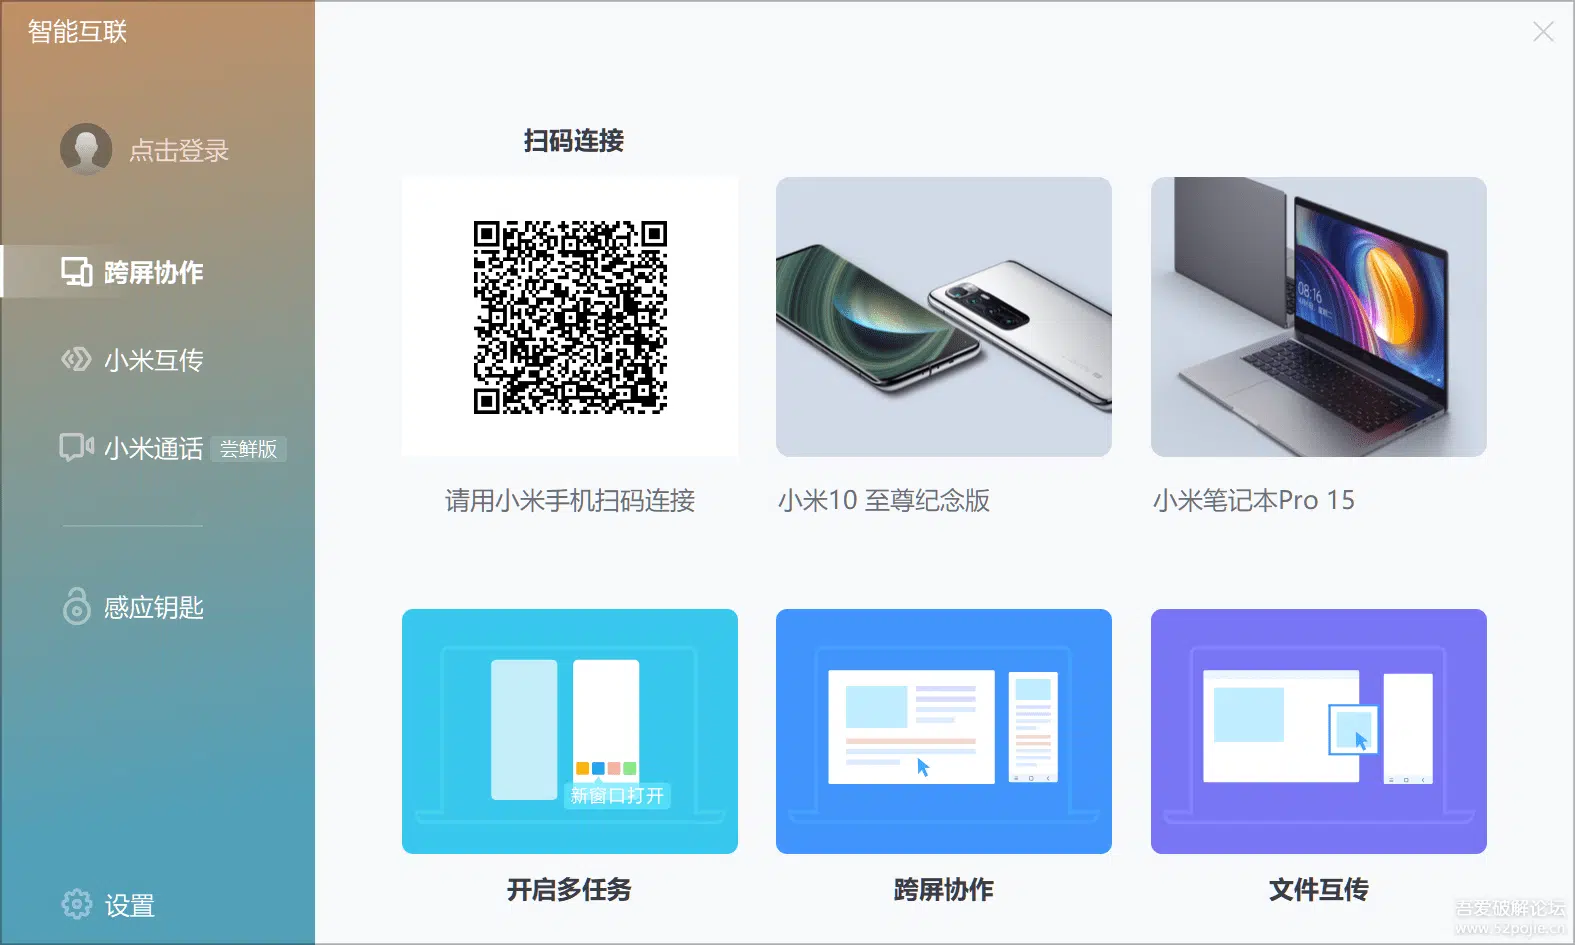 智能互联
点击登录
跨屏协作
小米互传
小米通话 尝鲜版
感应钥匙
设置
扫码连接
08:16
请用小米手机扫码连接
小米10 至尊纪念版
小米笔记本Pro 15
新窗口打开
开启多任务
跨屏协作
文件互传
吾爱破解论坛
www.52pojie.cn